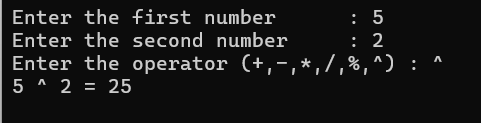 Enter the first number      : 5
Enter the second number     : 2
Enter the operator (+,-,*,/,%,^) : ^
5 ^ 2 = 25